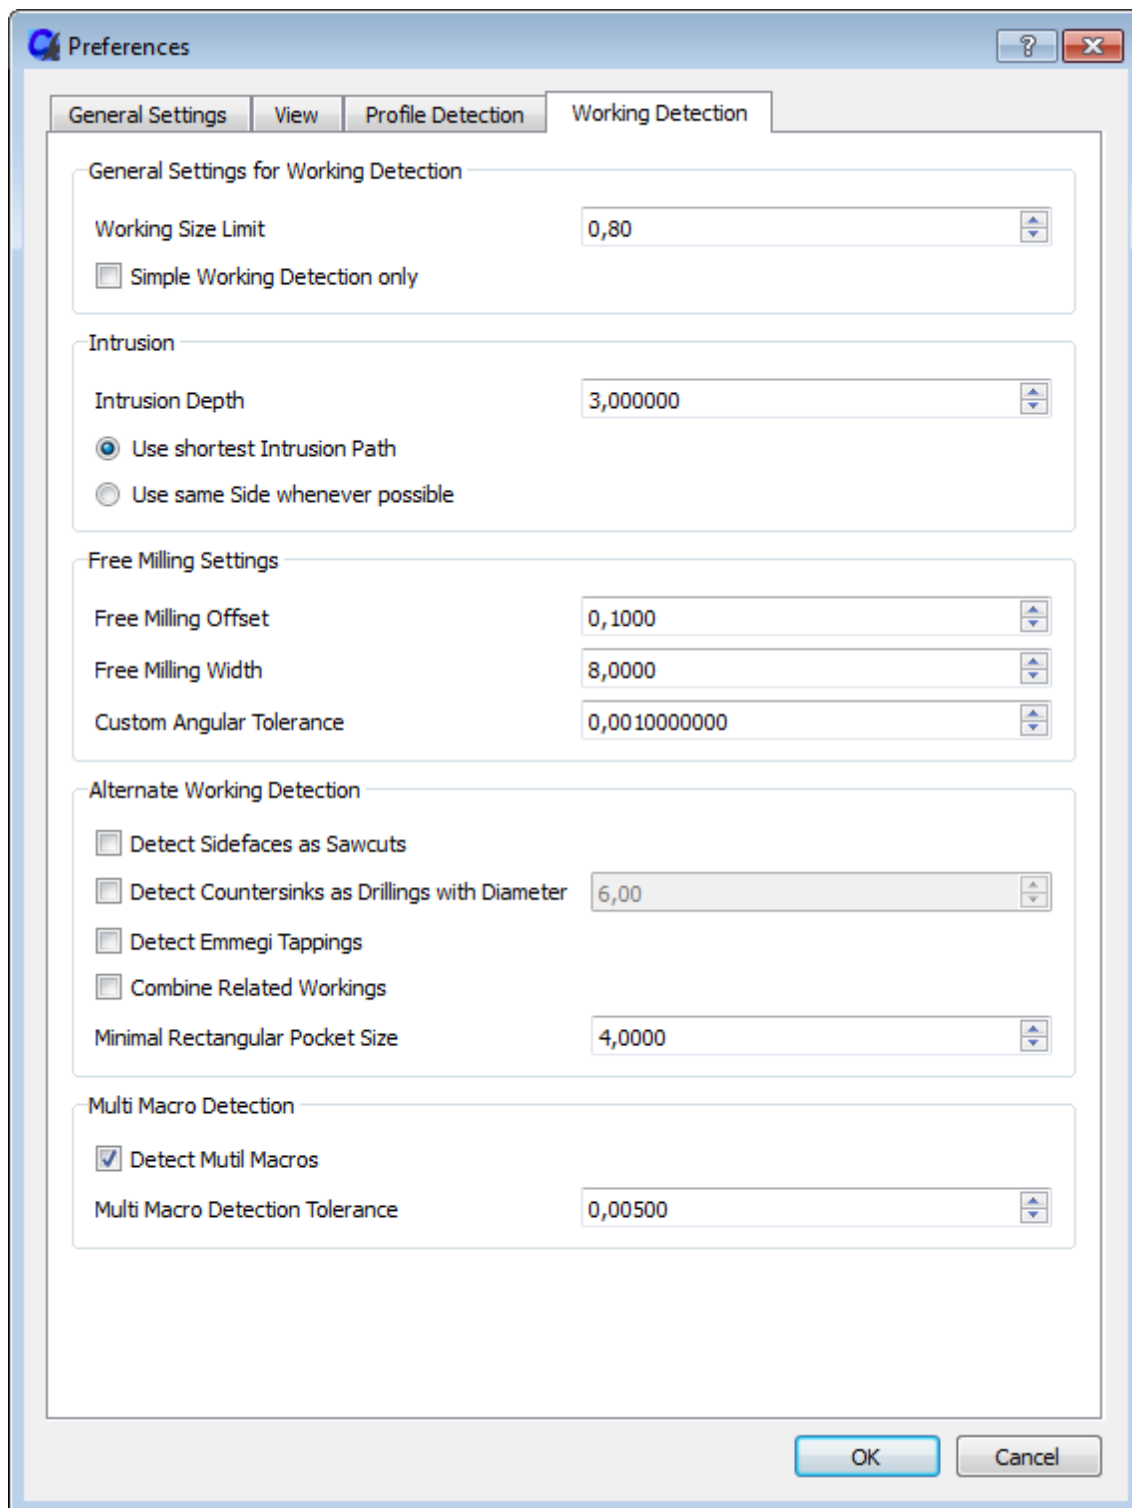 Preferences
General Settings View Profile Detection Working Detection
General Settings for Working Detection
Working Size Limit 0,80
Simple Working Detection only
Intrusion
Intrusion Depth 3,000000
Use shortest Intrusion Path
Use same Side whenever possible
Free Milling Settings
Free Milling Offset 0,1000
Free Milling Width 8,0000
Custom Angular Tolerance 0,0010000000
Alternate Working Detection
Detect Sidefaces as Sawcuts
Detect Countersinks as Drillings with Diameter 6,00
Detect Emmegi Tappings
Combine Related Workings
Minimal Rectangular Pocket Size 4,0000
Multi Macro Detection
Detect Mutil Macros
Multi Macro Detection Tolerance 0,00500
OK Cancel